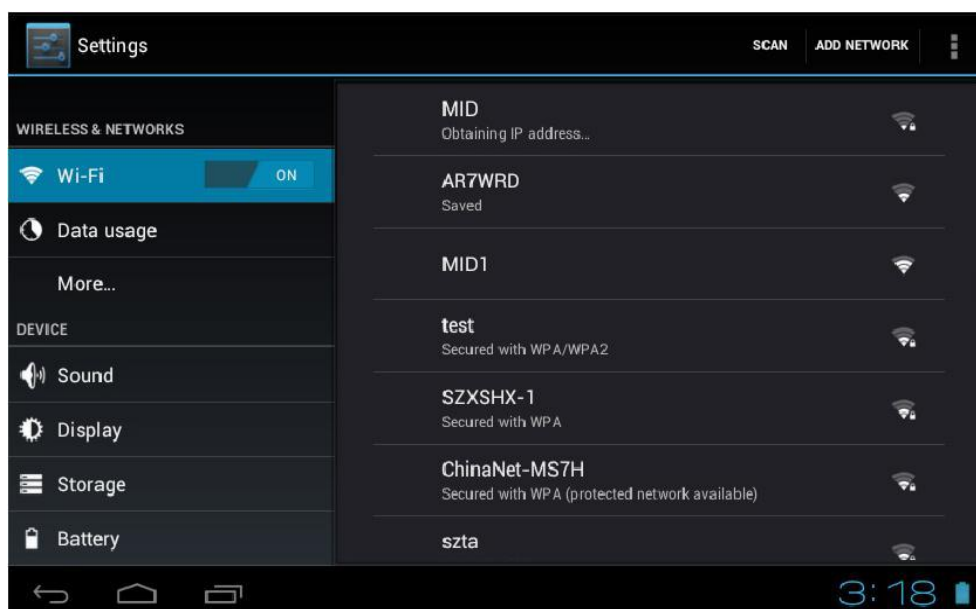 Settings
SCAN
ADD NETWORK
WIRELESS & NETWORKS
Wi-Fi
ON
Data usage
More...
DEVICE
Sound
Display
Storage
Battery
MID
Obtaining IP address...
AR7WRD
Saved
MID1
test
Secured with WPA/WPA2
SZXSHX-1
Secured with WPA
ChinaNet-MS7H
Secured with WPA (protected network available)
szta
3:18